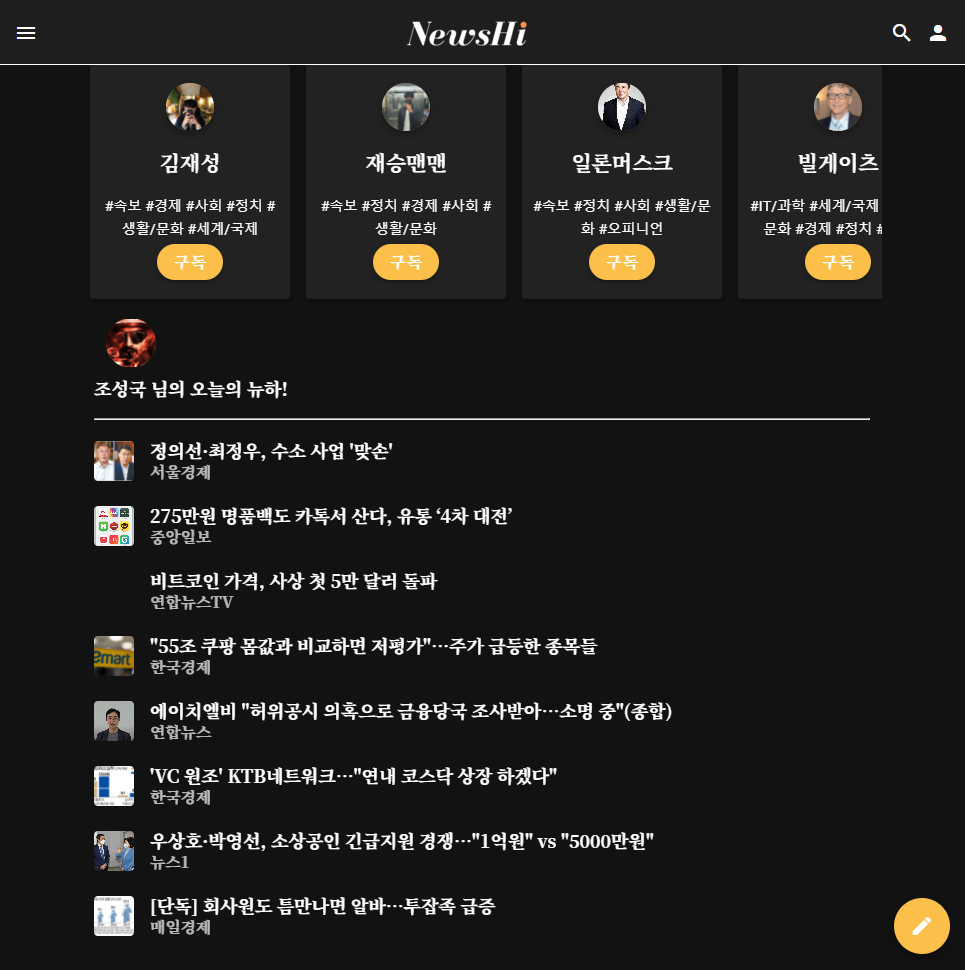 NewsHi
김재성
#속보 #경제 #사회 #정치 #
생활/문화 #세계/국제
구독
재승맨맨
#속보 #정치 #경제 #사회 #
생활/문화
구독
일론머스크
#속보 #정치 #사회 #생활/문
화 #오피니언
구독
빌게이츠
#IT/과학 #세계/국제
문화 #경제 #정치 #
구독
조성국 님의 오늘의 뉴하!
정의선·최정우, 수소 사업 '맞손'
서울경제
275만원 명품백도 카톡서 산다, 유통 ‘4차 대전’
중앙일보
비트코인 가격, 사상 첫 5만 달러 돌파
연합뉴스TV
"55조 쿠팡 몸값과 비교하면 저평가"…주가 급등한 종목들
한국경제
에이치엘비 "허위공시 의혹으로 금융당국 조사받아…소명 중"(종합)
연합뉴스
'VC 원조' KTB네트워크…"연내 코스닥 상장 하겠다"
한국경제
우상호·박영선, 소상공인 긴급지원 경쟁…"1억원" vs "5000만원"
뉴스1
[단독] 회사원도 틈만나면 알바…투잡족 급증
매일경제